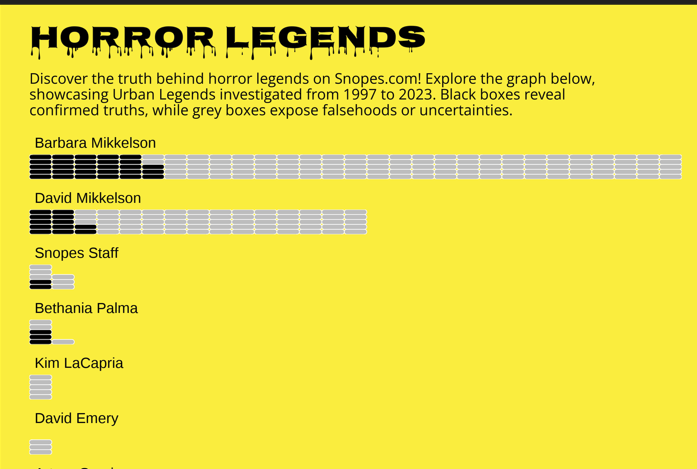 HORROR LEGENDS
Discover the truth behind horror legends on Snopes.com! Explore the graph below,
showcasing Urban Legends investigated from 1997 to 2023. Black boxes reveal
confirmed truths, while grey boxes expose falsehoods or uncertainties.
Barbara Mikkelson
David Mikkelson
Snopes Staff
Bethania Palma
Kim LaCapria
David Emery